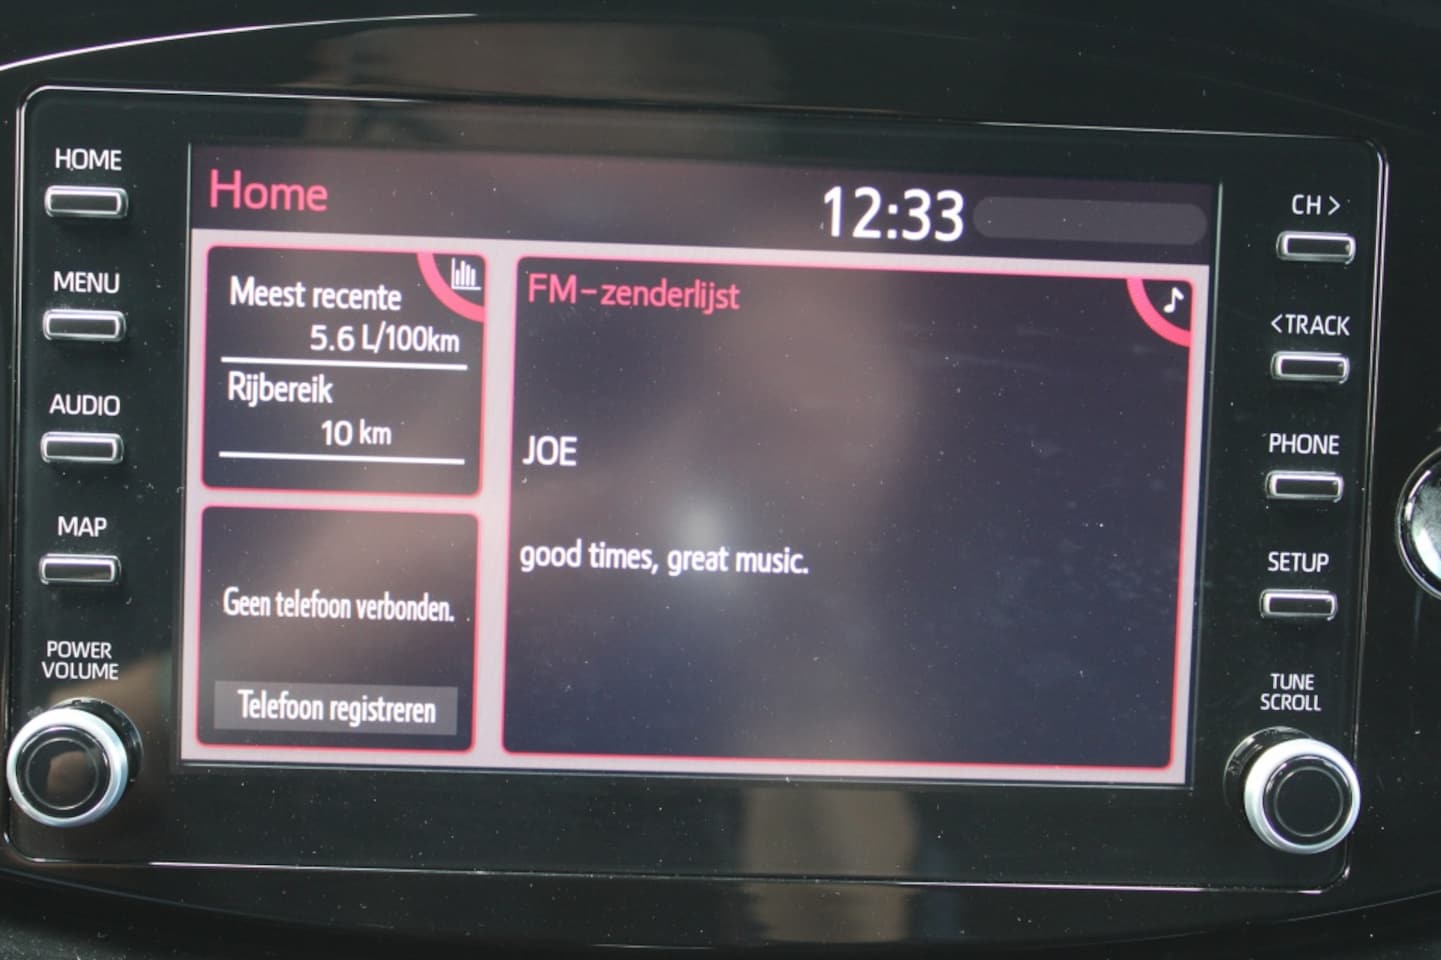 HOME
MENU
AUDIO
MAP
POWER
VOLUME
Home
12:33
Meest recente
5.6 L/100km
Rijbereik
10 km
Geen telefoon verbonden.
Telefoon registreren
FM-zenderlijst
JOE
good times, great music.
CH >
<TRACK
PHONE
SETUP
TUNE
SCROLL